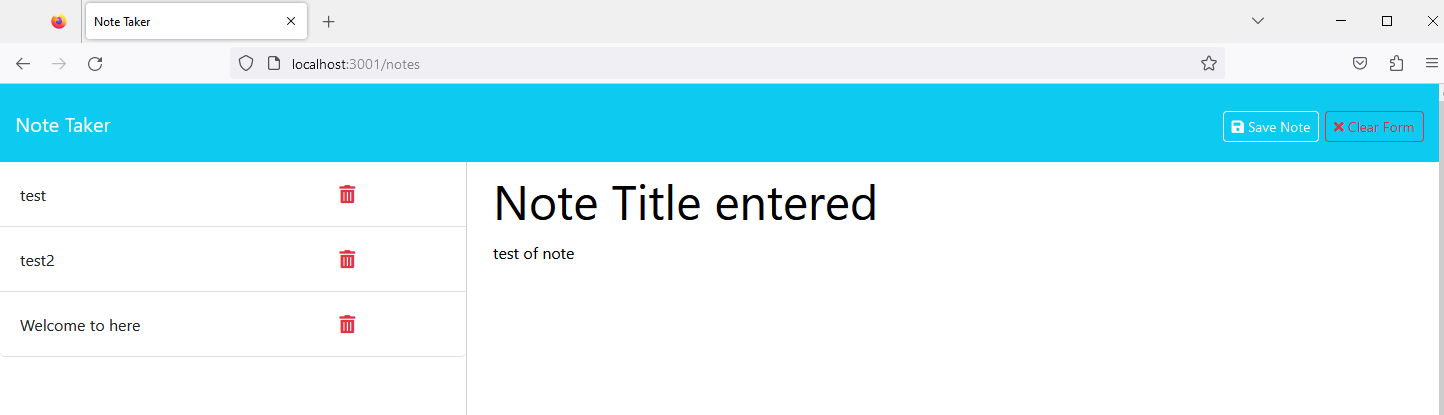 Note Taker
localhost:3001/notes
Note Taker
Save Note
Clear Form
test
test2
Welcome to here
Note Title entered
test of note